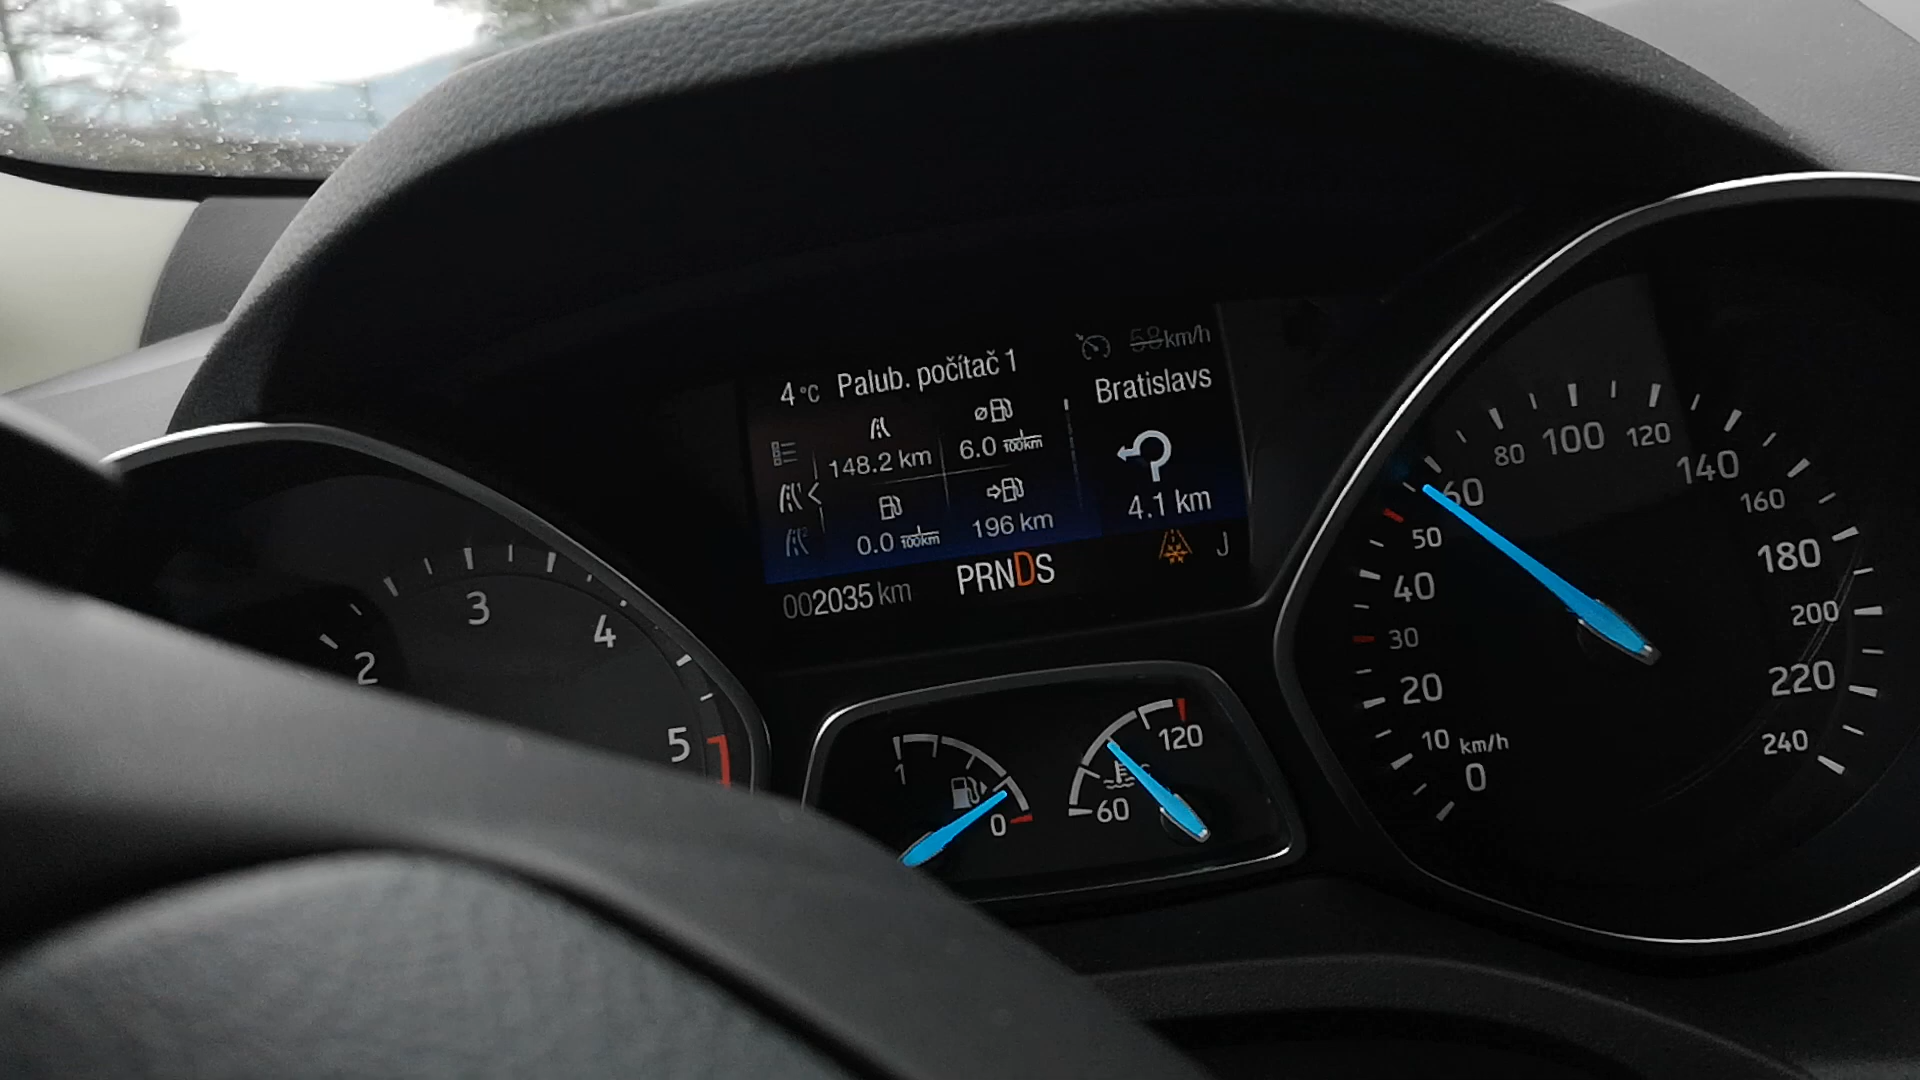 58km/h
4°C Palub. počítač 1
Bratislavs
148.2 km
6.0 l/100km
0.0 l/100km
196 km
4.1 km
002035 km
PRNDS
J
2
3
4
5
1
0
60
120
0
10
km/h
20
30
40
50
60
80
100
120
140
160
180
200
220
240